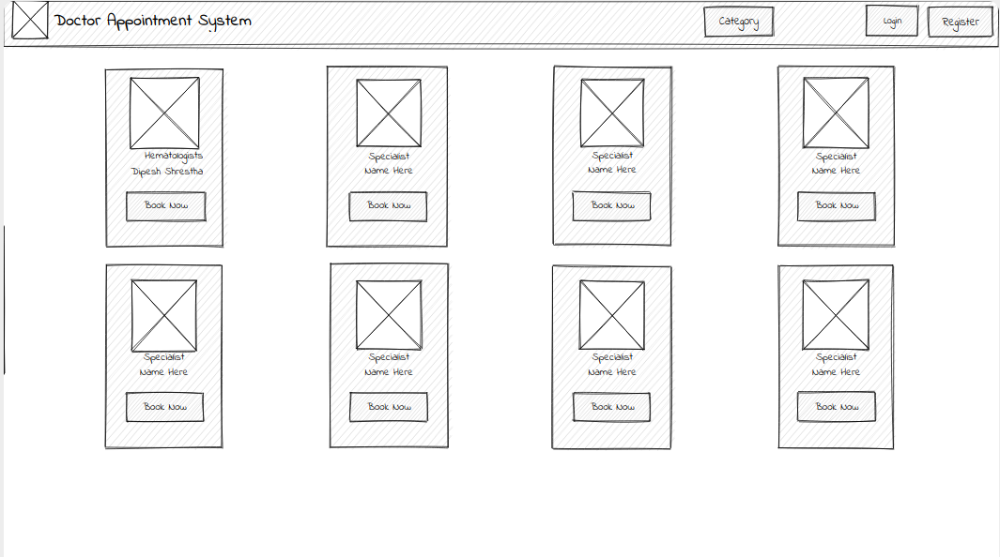 Doctor Appointment System
Category
Login
Register
Hematologists
Dipesh Shrestha
Book Now
Specialist
Name Here
Book Now
Specialist
Name Here
Book Now
Specialist
Name Here
Book Now
Specialist
Name Here
Book Now
Specialist
Name Here
Book Now
Specialist
Name Here
Book Now
Specialist
Name Here
Book Now